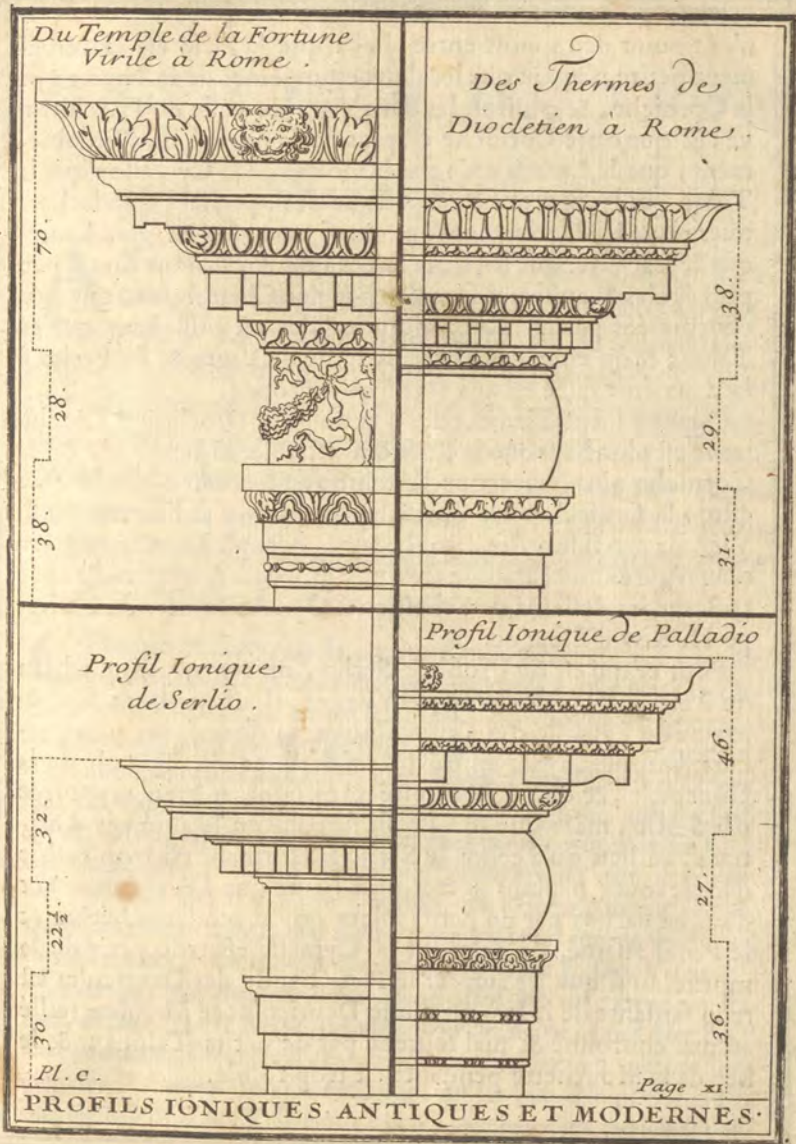 Du Temple de la Fortune
Virile à Rome.
70.
28.
38.
Des Thermes de
Diocletien à Rome.
38.
29.
31.
Profil Ionique
de Serlio.
32.
22 1/2.
30.
Profil Ionique de Palladio
46.
27.
36.
Pl. C.
Page XI
PROFILS IONIQUES ANTIQUES ET MODERNES.